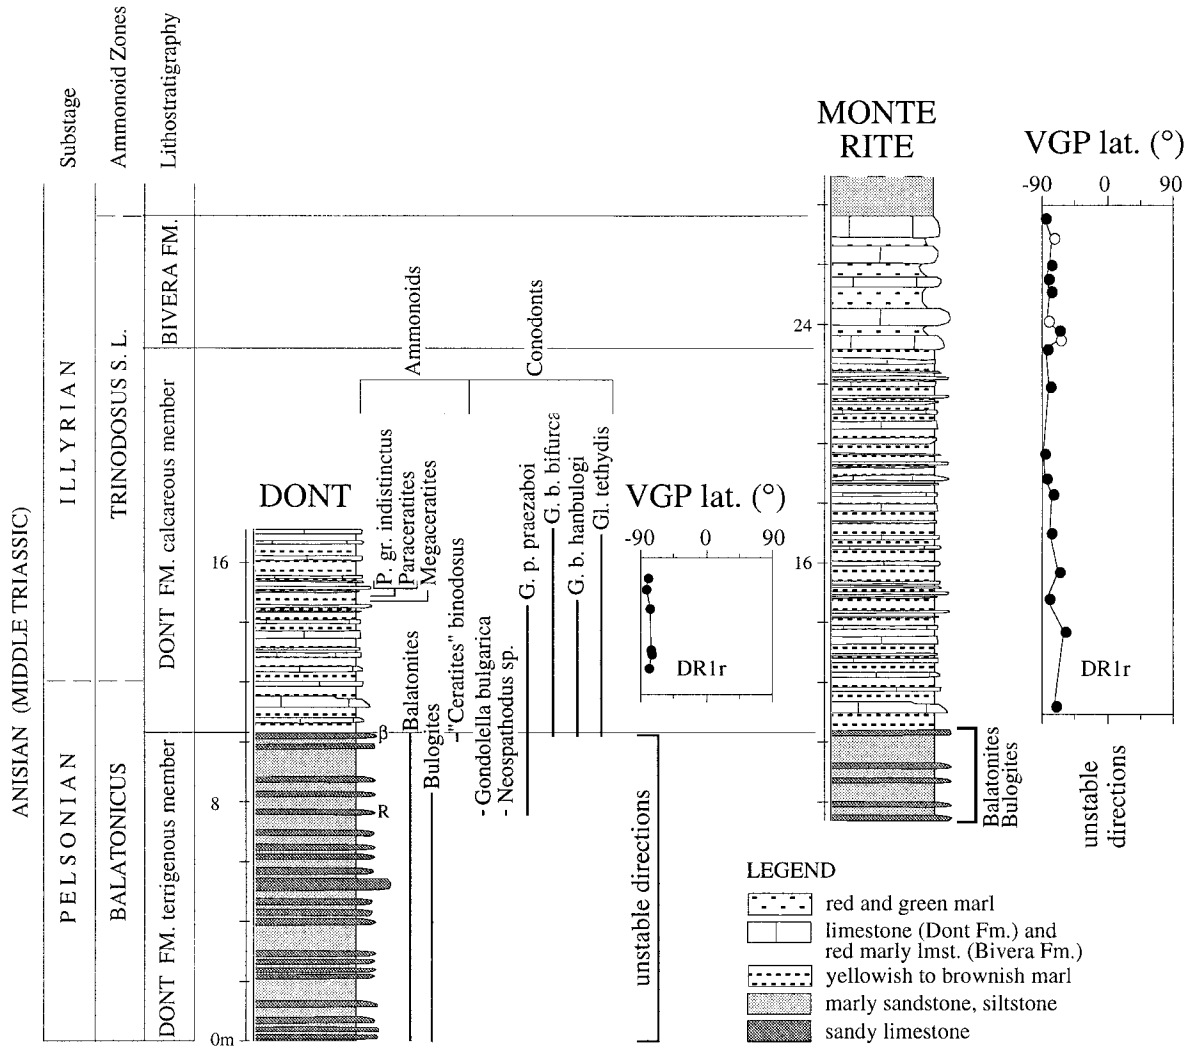 Substage
Ammonoid Zones
Lithostratigraphy
ANISIAN (MIDDLE TRIASSIC)
ILLYRIAN
PELSONIAN
TRINODOSUS S. L.
BALATONICUS
BIVERA FM.
DONT FM. calcareous member
DONT FM. terrigenous member
DONT
16
8
0m
β
R
Ammonoids
Conodonts
P. gr. indistinctus
Paraceratites
Megaceratites
Balatonites
Bulogites
"Ceratites" binodosus
Gondolella bulgarica
Neospathodus sp.
G. p. praezaboi
G. b. bifurca
G. b. hanbulogi
Gl. tethydis
VGP lat. (°)
-90 0 90
DR1r
unstable directions
MONTE
RITE
24
16
Balatonites
Bulogites
VGP lat. (°)
-90 0 90
DR1r
unstable
directions
LEGEND
red and green marl
limestone (Dont Fm.) and
red marly lmst. (Bivera Fm.)
yellowish to brownish marl
marly sandstone, siltstone
sandy limestone